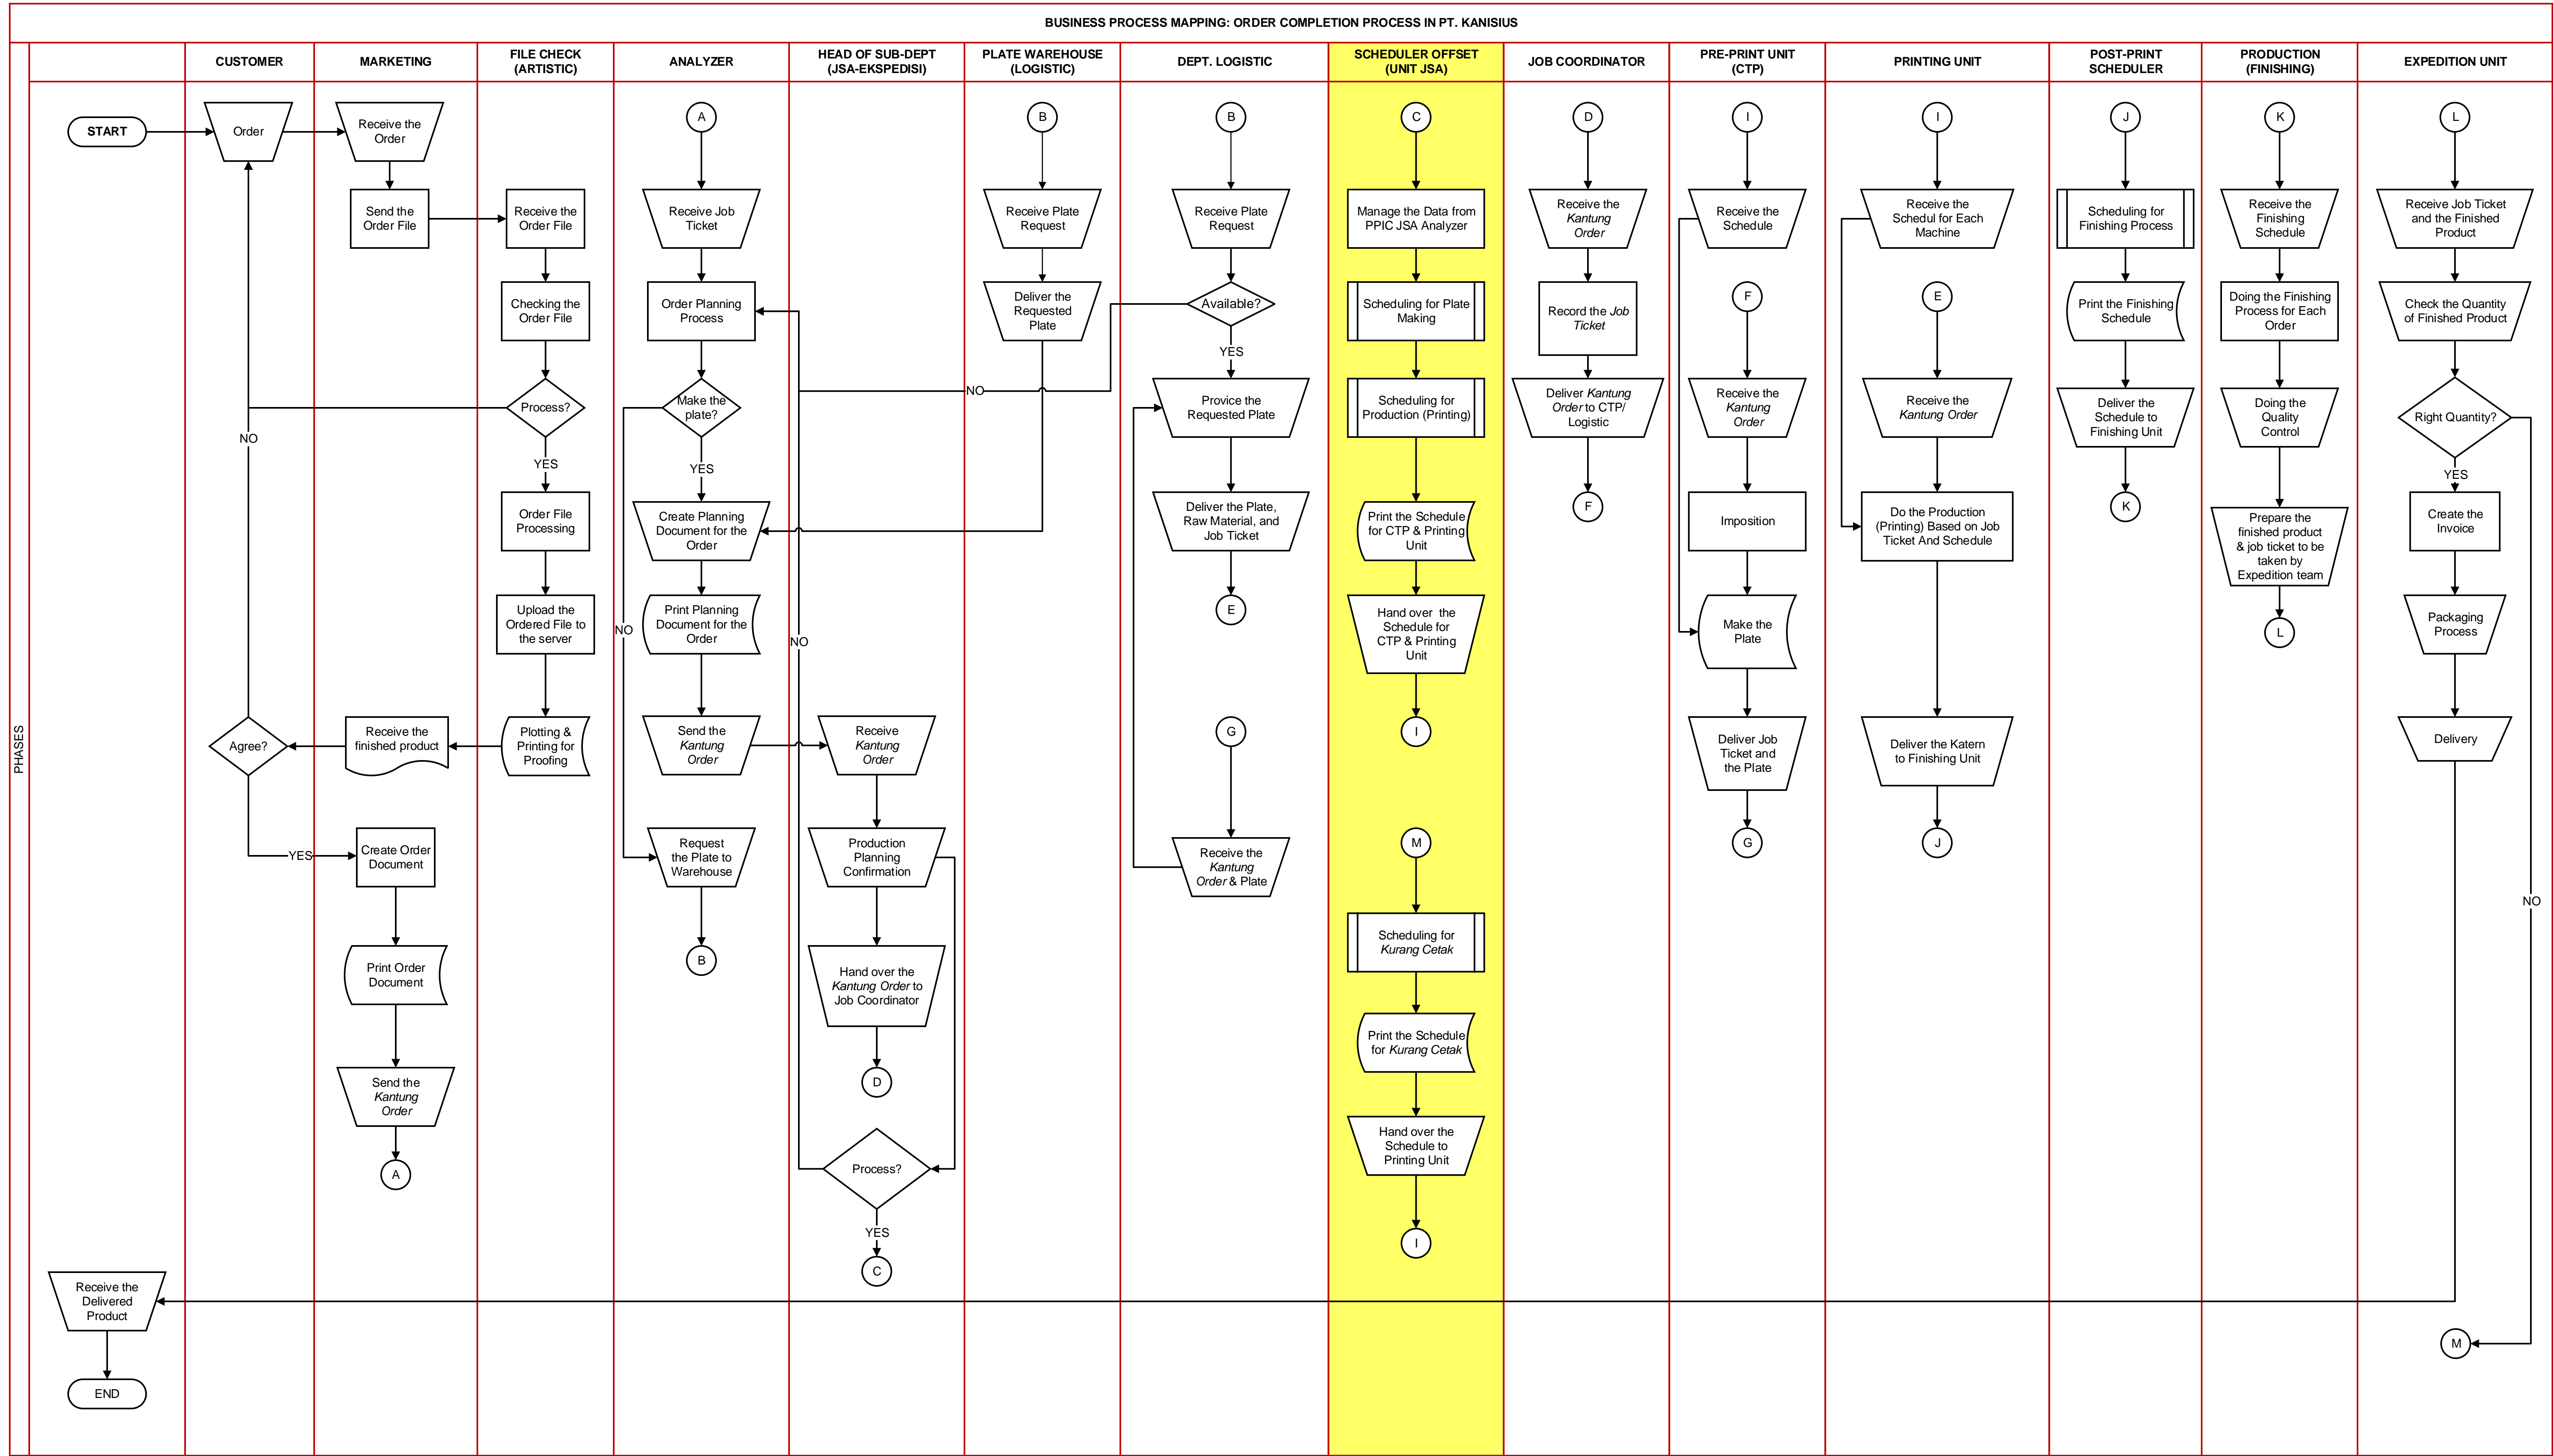 BUSINESS PROCESS MAPPING: ORDER COMPLETION PROCESS IN PT. KANISIUS
PHASES
START
Receive the
Delivered
Product
END
CUSTOMER
Order
NO
Agree?
YES
MARKETING
Receive the
Order
Send the
Order File
Receive the
finished product
Create Order
Document
Print Order
Document
Send the
Kantung
Order
A
FILE CHECK
(ARTISTIC)
Receive the
Order File
Checking the
Order File
Process?
YES
Order File
Processing
Upload the
Ordered File to
the server
Plotting &
Printing for
Proofing
ANALYZER
A
Receive Job
Ticket
Order Planning
Process
Make the
plate?
YES
Create Planning
Document for the
Order
NO
Print Planning
Document for the
Order
Send the
Kantung
Order
Request
the Plate to
Warehouse
B
HEAD OF SUB-DEPT
(JSA-EKSPEDISI)
NO
Receive
Kantung
Order
Production
Planning
Confirmation
Hand over the
Kantung Order to
Job Coordinator
D
Process?
YES
C
PLATE WAREHOUSE
(LOGISTIC)
B
Receive Plate
Request
Deliver the
Requested
Plate
NO
DEPT. LOGISTIC
B
Receive Plate
Request
Available?
YES
Provice the
Requested Plate
Deliver the Plate,
Raw Material, and
Job Ticket
E
G
Receive the
Kantung
Order & Plate
SCHEDULER OFFSET
(UNIT JSA)
C
Manage the Data from
PPIC JSA Analyzer
Scheduling for Plate
Making
Scheduling for
Production (Printing)
Print the Schedule
for CTP & Printing
Unit
Hand over the
Schedule for
CTP & Printing
Unit
I
M
Scheduling for
Kurang Cetak
Print the Schedule
for Kurang Cetak
Hand over the
Schedule to
Printing Unit
I
JOB COORDINATOR
D
Receive the
Kantung
Order
Record the Job
Ticket
Deliver Kantung
Order to CTP/
Logistic
F
PRE-PRINT UNIT
(CTP)
I
Receive the
Schedule
F
Receive the
Kantung
Order
Imposition
Make the
Plate
Deliver Job
Ticket and
the Plate
G
PRINTING UNIT
I
Receive the
Schedul for Each
Machine
E
Receive the
Kantung Order
Do the Production
(Printing) Based on Job
Ticket And Schedule
Deliver the Katern
to Finishing Unit
J
POST-PRINT
SCHEDULER
J
Scheduling for
Finishing Process
Print the Finishing
Schedule
Deliver the
Schedule to
Finishing Unit
K
PRODUCTION
(FINISHING)
K
Receive the
Finishing
Schedule
Doing the Finishing
Process for Each
Order
Doing the
Quality
Control
Prepare the
finished product
& job ticket to be
taken by
Expedition team
L
EXPEDITION UNIT
L
Receive Job Ticket
and the Finished
Product
Check the Quantity
of Finished Product
Right Quantity?
YES
Create the
Invoice
Packaging
Process
Delivery
NO
M